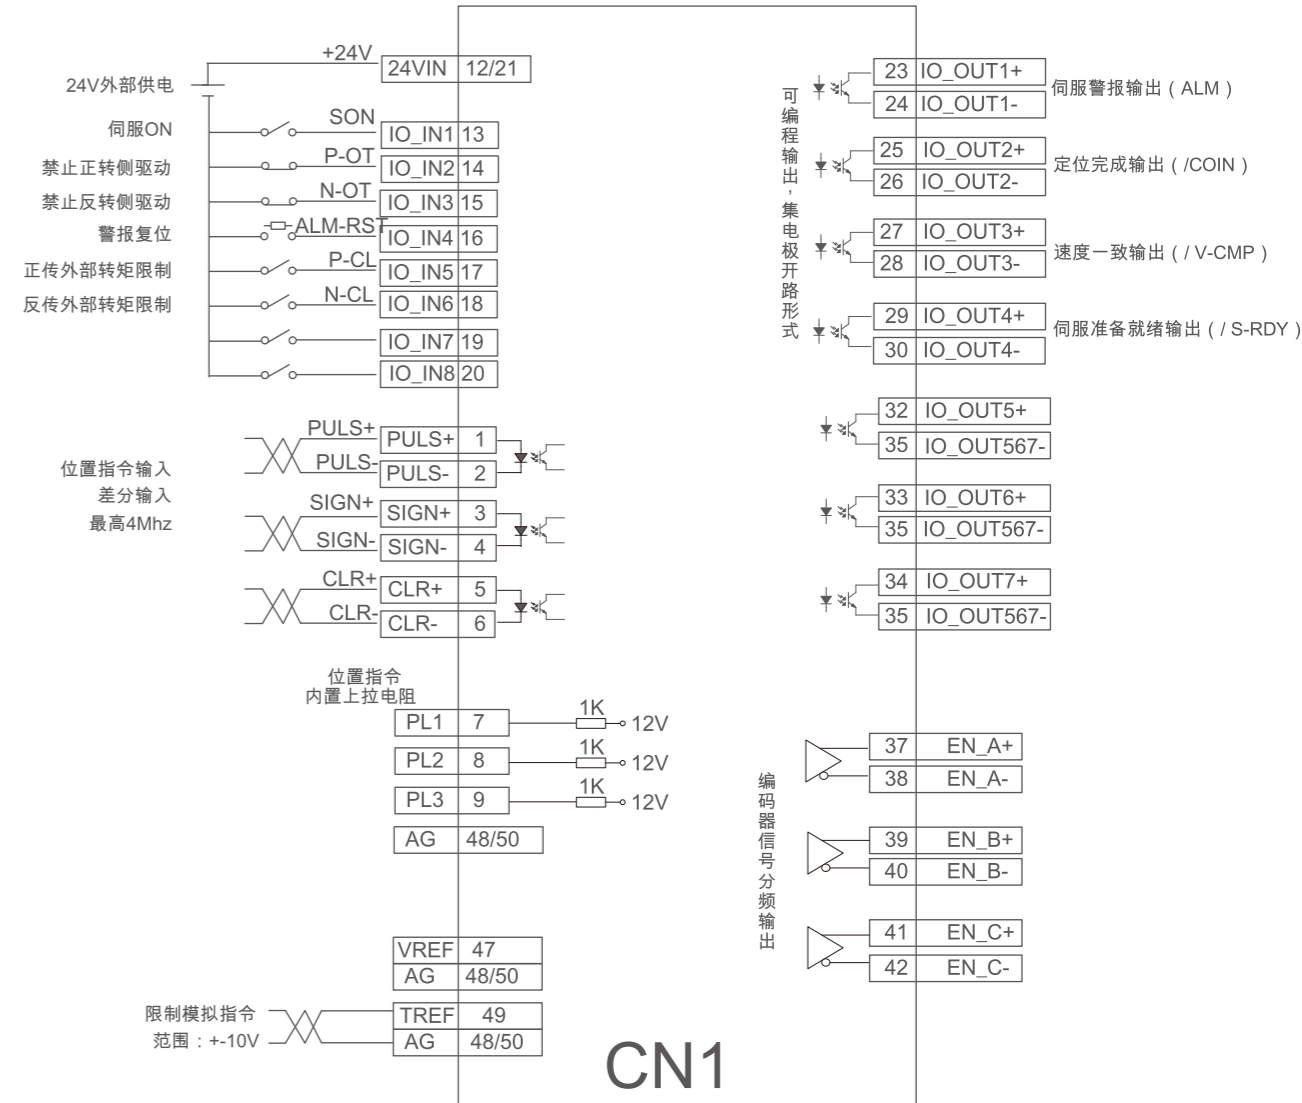 +24V
24VIN 12/21
24V外部供电
伺服ON
SON
IO_IN1 13
禁止正转侧驱动
P-OT
IO_IN2 14
禁止反转侧驱动
N-OT
IO_IN3 15
警报复位
ALM-RST
IO_IN4 16
正传外部转矩限制
P-CL
IO_IN5 17
反传外部转矩限制
N-CL
IO_IN6 18
IO_IN7 19
IO_IN8 20
位置指令输入
差分输入
最高4Mhz
PULS+
PULS+ 1
PULS-
PULS- 2
SIGN+
SIGN+ 3
SIGN-
SIGN- 4
CLR+
CLR+ 5
CLR-
CLR- 6
位置指令
内置上拉电阻
PL1 7 1K 12V
PL2 8 1K 12V
PL3 9 1K 12V
AG 48/50
VREF 47
AG 48/50
限制模拟指令
范围：+-10V
TREF 49
AG 48/50
可编程输出，集电极开路形式
23 IO_OUT1+
24 IO_OUT1-
伺服警报输出（ALM）
25 IO_OUT2+
26 IO_OUT2-
定位完成输出（/COIN）
27 IO_OUT3+
28 IO_OUT3-
速度一致输出（/ V-CMP）
29 IO_OUT4+
30 IO_OUT4-
伺服准备就绪输出（/ S-RDY）
32 IO_OUT5+
35 IO_OUT567-
33 IO_OUT6+
35 IO_OUT567-
34 IO_OUT7+
35 IO_OUT567-
编码器信号分频输出
37 EN_A+
38 EN_A-
39 EN_B+
40 EN_B-
41 EN_C+
42 EN_C-
CN1